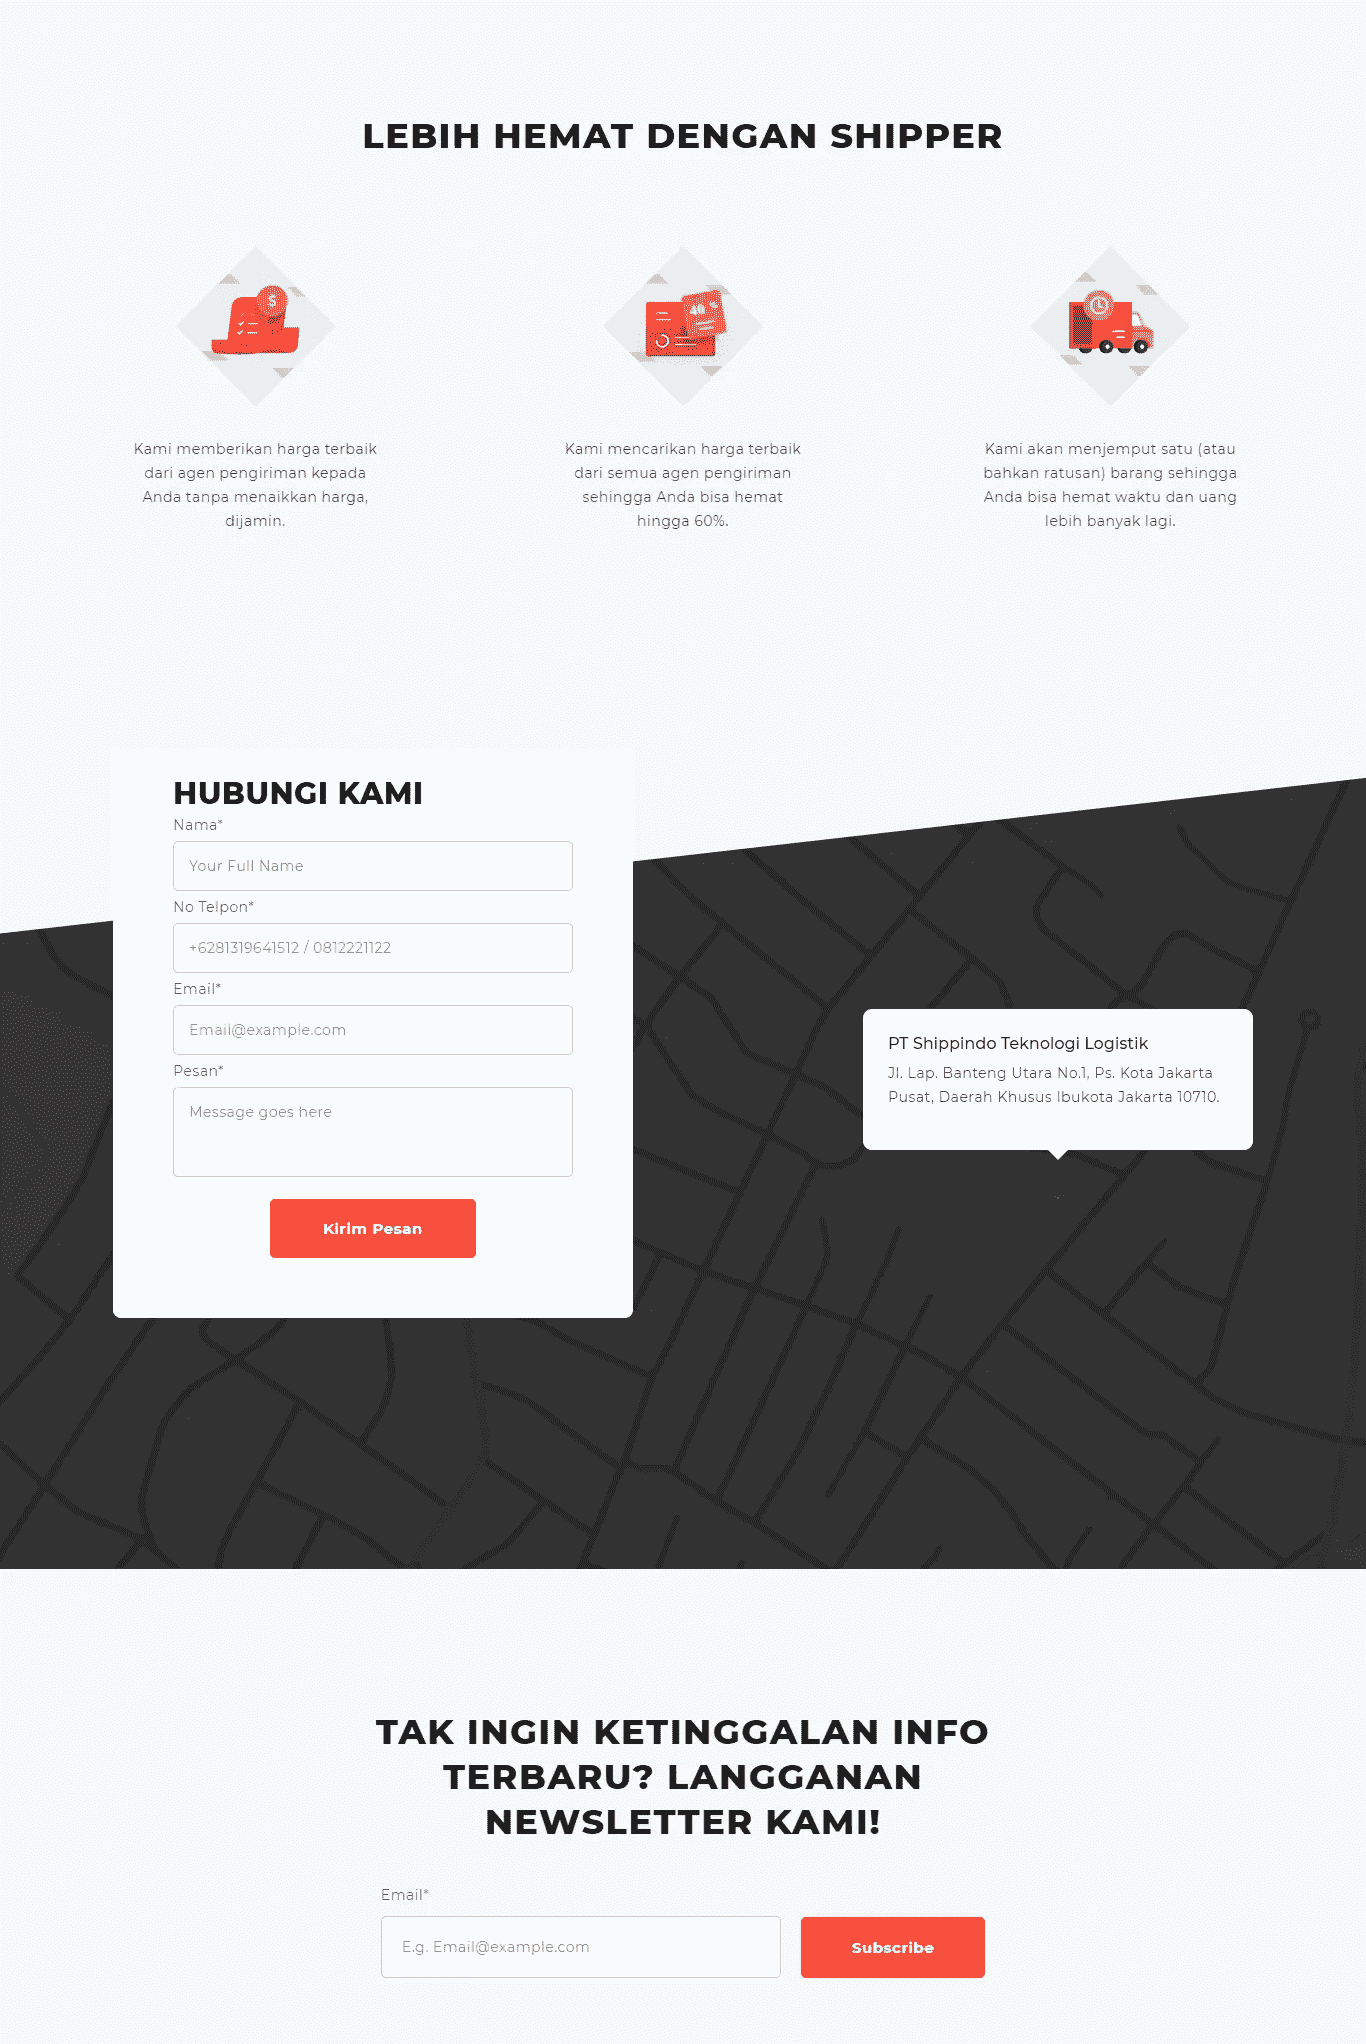 LEBIH HEMAT DENGAN SHIPPER
Kami memberikan harga terbaik
dari agen pengiriman kepada
Anda tanpa menaikkan harga,
dijamin.
Kami mencarikan harga terbaik
dari semua agen pengiriman
sehingga Anda bisa hemat
hingga 60%.
Kami akan menjemput satu (atau
bahkan ratusan) barang sehingga
Anda bisa hemat waktu dan uang
lebih banyak lagi.
HUBUNGI KAMI
Nama*
Your Full Name
No Telpon*
+6281319641512 / 0812221122
Email*
Email@example.com
Pesan*
Message goes here
Kirim Pesan
PT Shippindo Teknologi Logistik
Jl. Lap. Banteng Utara No.1, Ps. Kota Jakarta
Pusat, Daerah Khusus Ibukota Jakarta 10710.
TAK INGIN KETINGGALAN INFO
TERBARU? LANGGANAN
NEWSLETTER KAMI!
Email*
E.g. Email@example.com
Subscribe